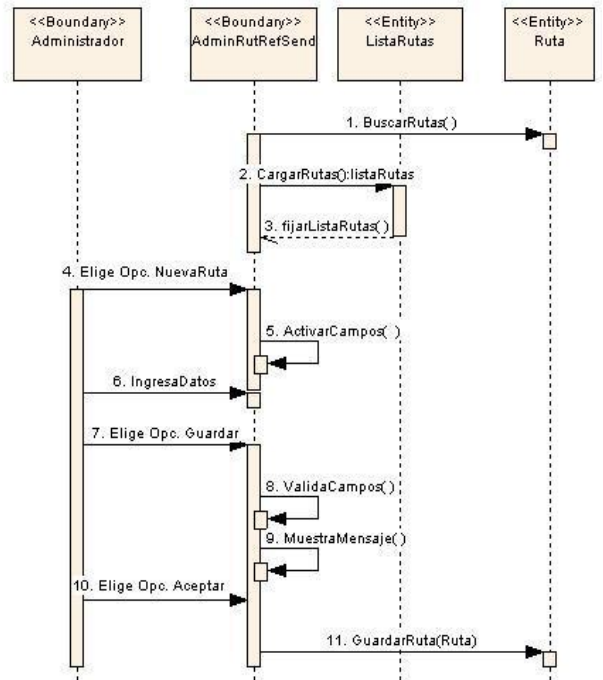 <<Boundary>>
Administrador
<<Boundary>>
AdminRutRefSend
<<Entity>>
ListaRutas
<<Entity>>
Ruta
1. BuscarRutas( )
2. CargarRutas():listaRutas
3. fijarListaRutas( )
4. Elige Opc. NuevaRuta
5. ActivarCampos( )
6. IngresaDatos
7. Elige Opc. Guardar
8. ValidaCampos( )
9. MuestraMensaje( )
10. Elige Opc. Aceptar
11. GuardarRuta(Ruta)